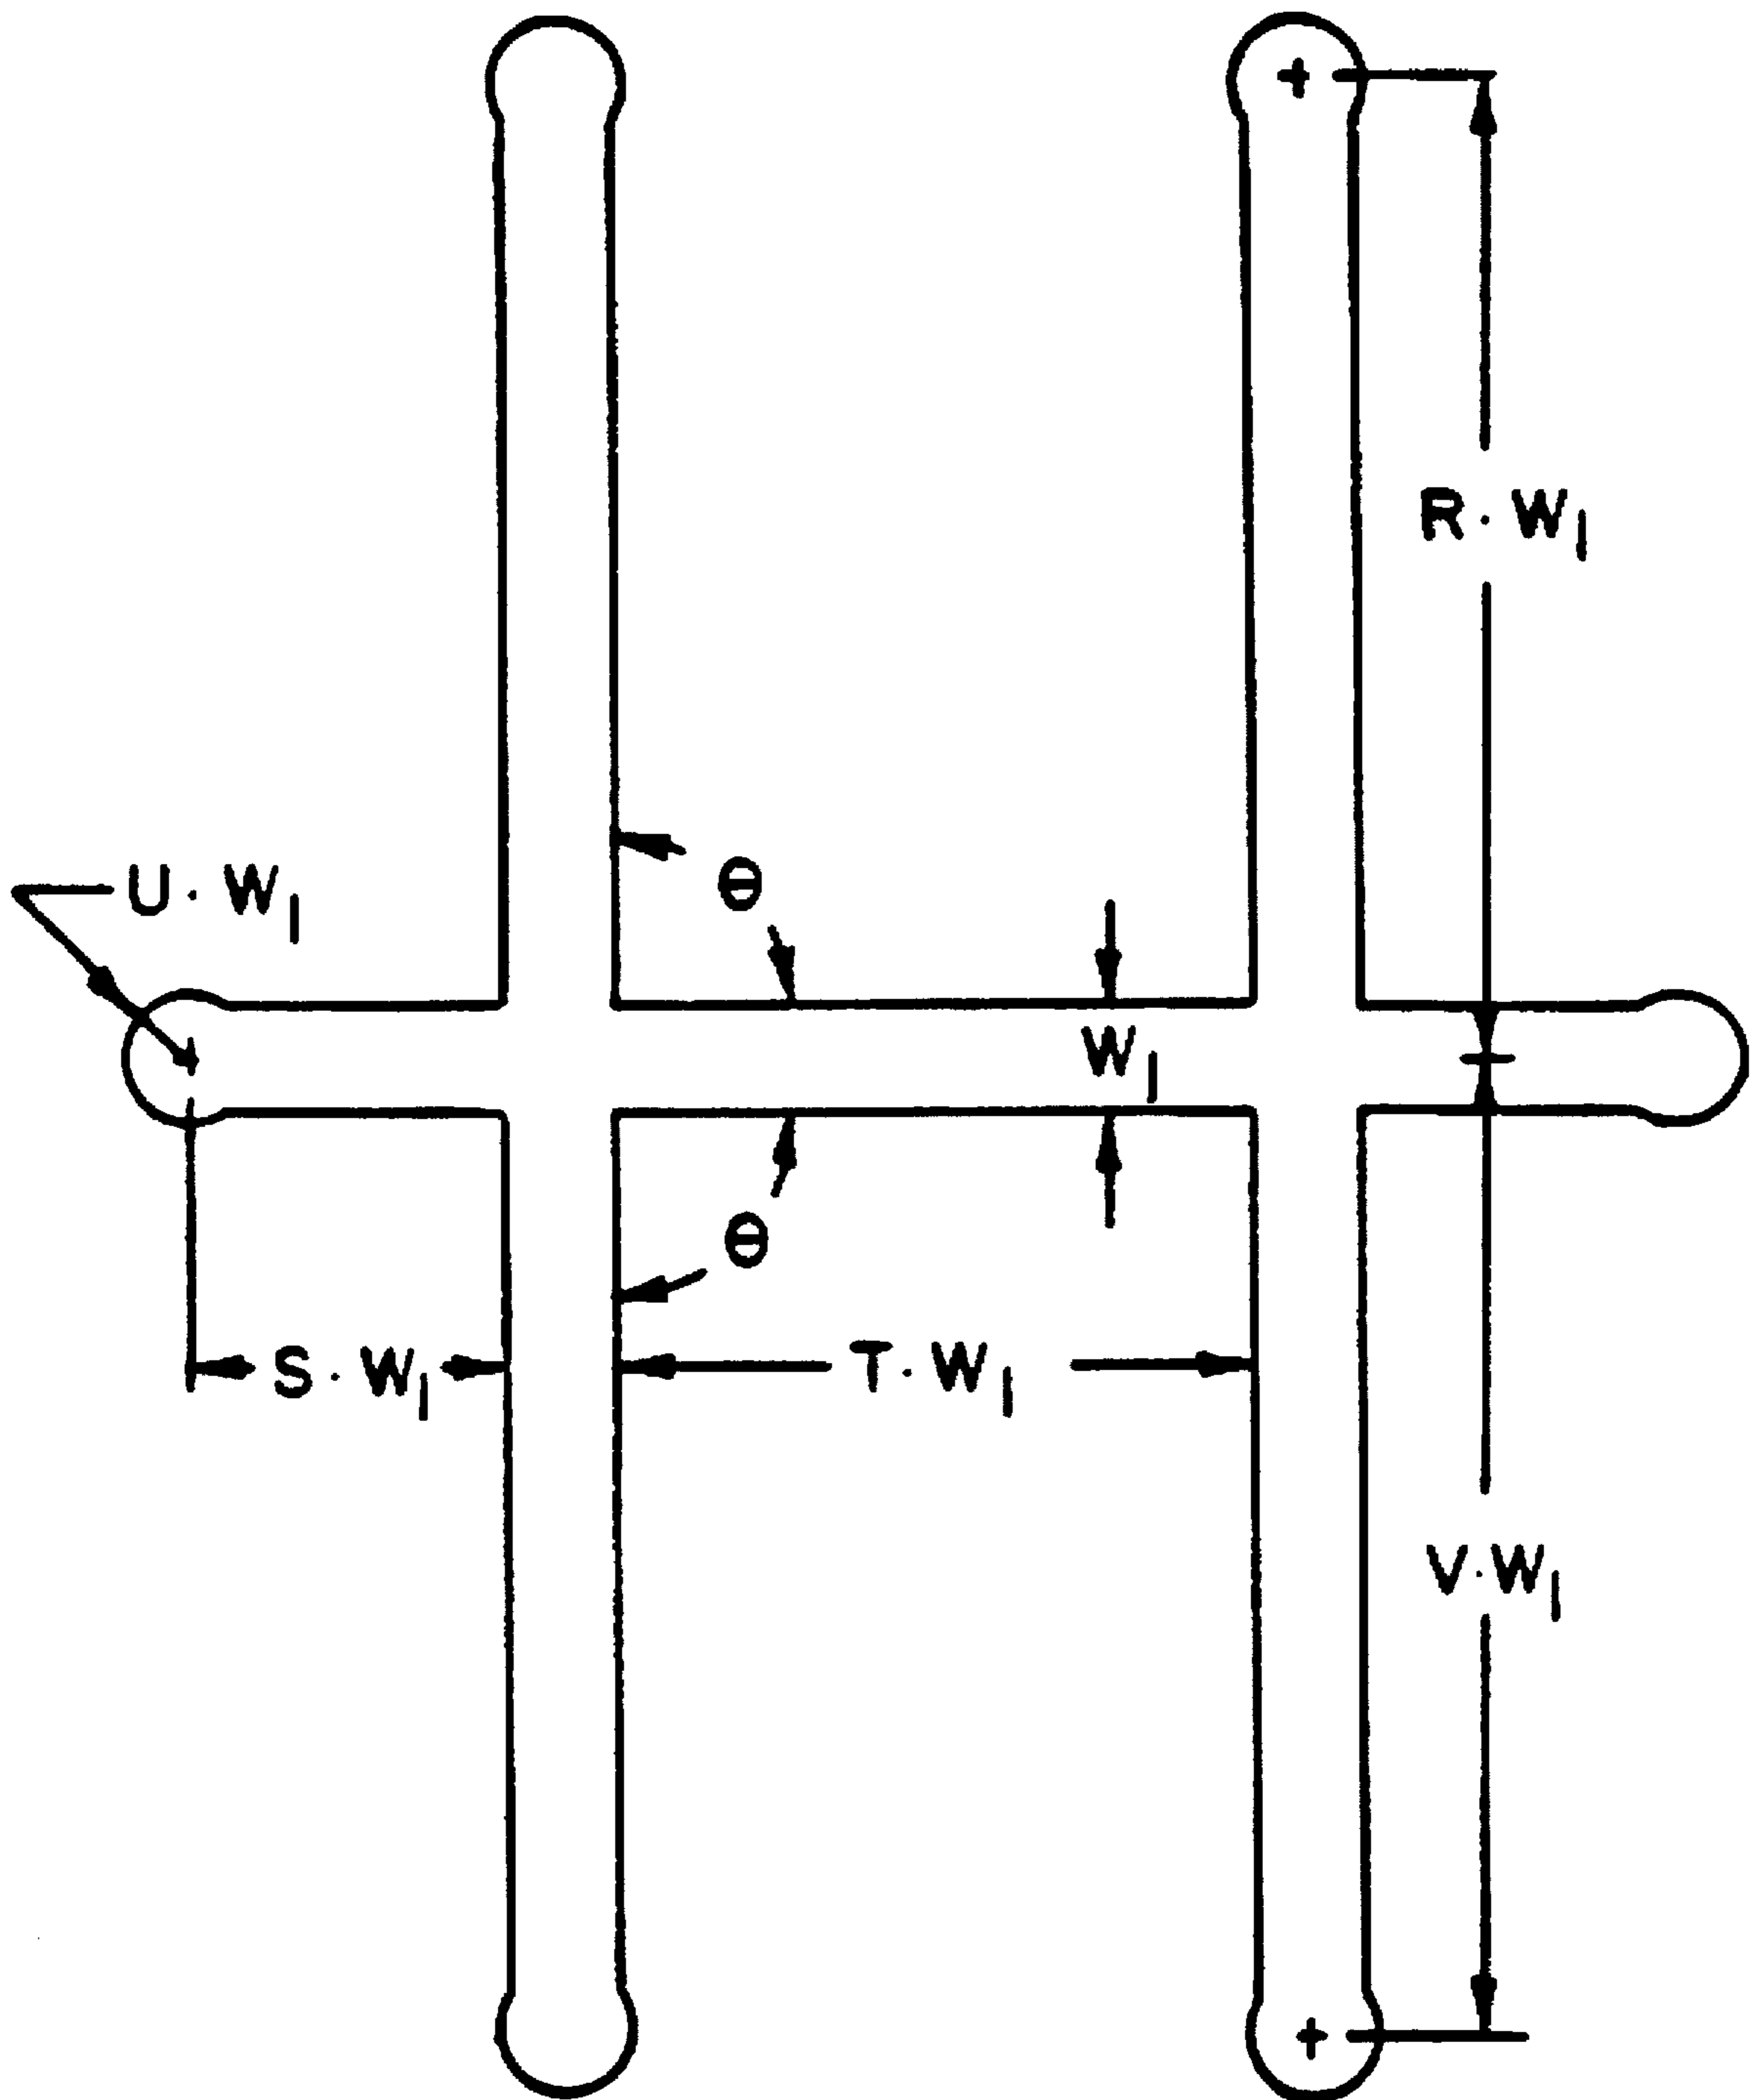 R · W₁
U · W₁
θ
W₁
θ
S · W₁
T · W₁
V · W₁